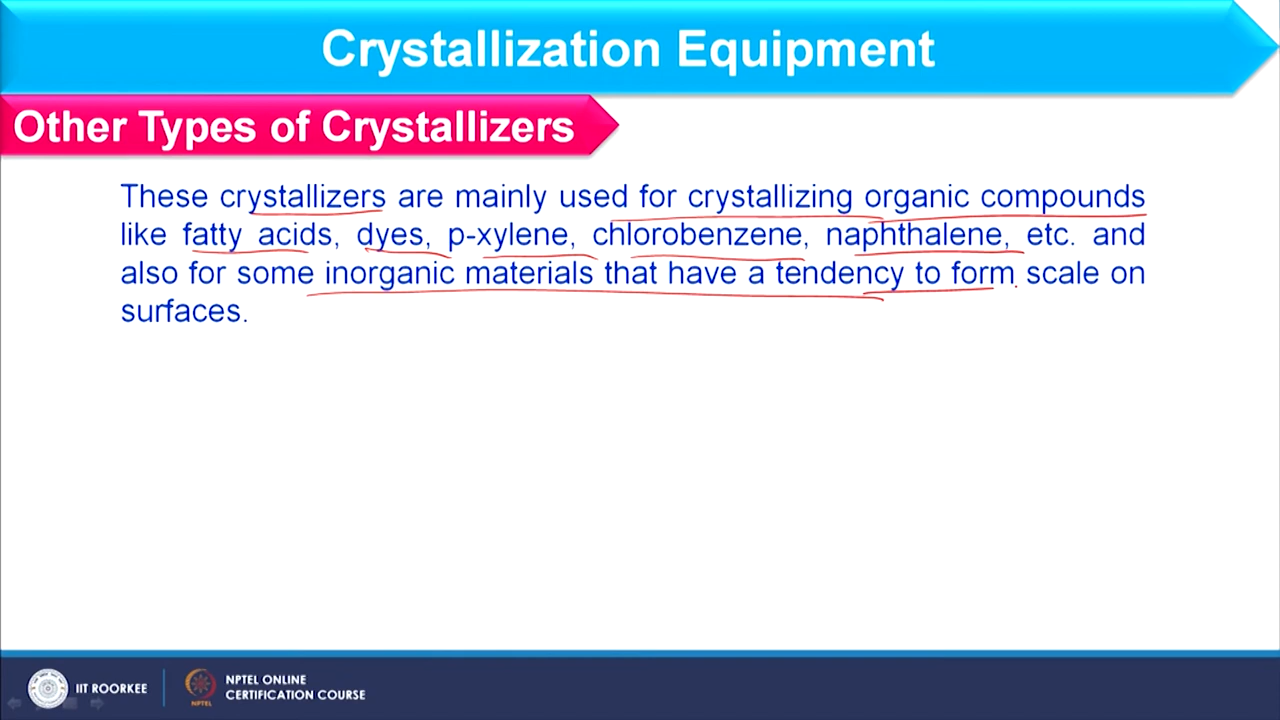 Crystallization Equipment
Other Types of Crystallizers
These crystallizers are mainly used for crystallizing organic compounds
like fatty acids, dyes, p-xylene, chlorobenzene, naphthalene, etc. and
also for some inorganic materials that have a tendency to form scale on
surfaces.
IIT ROORKEE
NPTEL
NPTEL ONLINE
CERTIFICATION COURSE